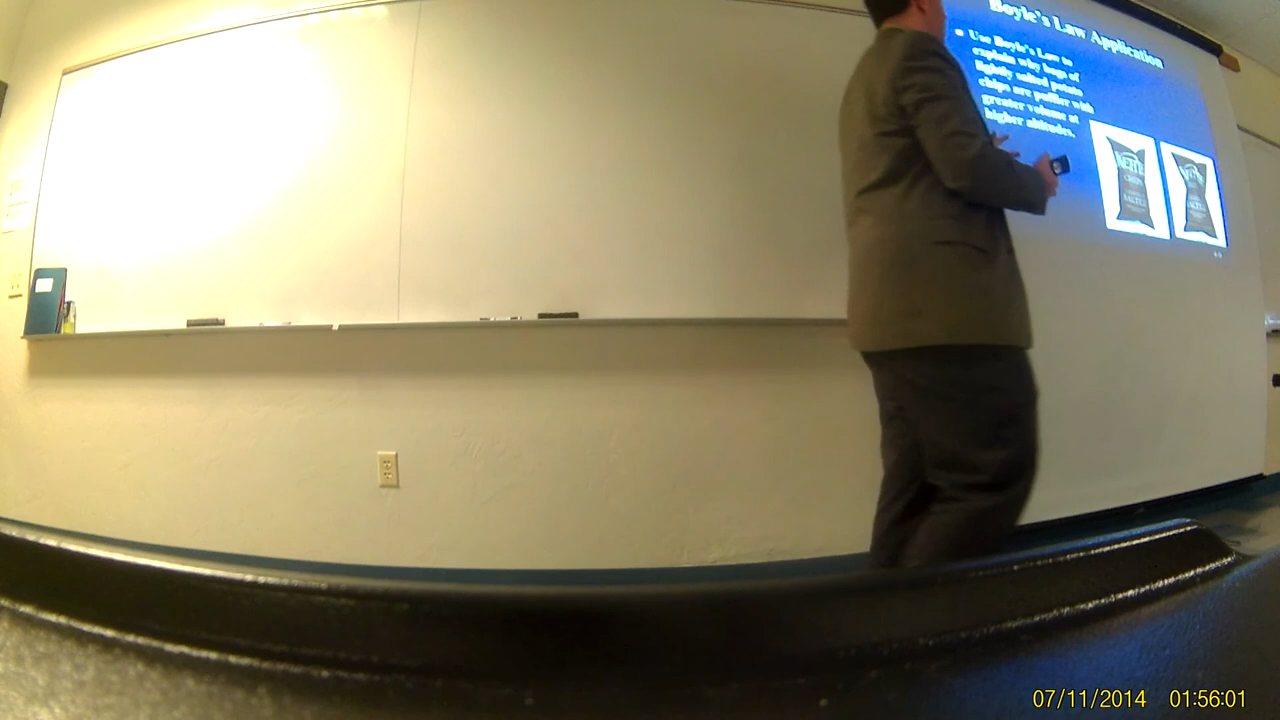 Boyle's Law Application
Use Boyle's Law to
explain why bags of
lightly salted potato
chips are puffier with
greater volume at
higher altitudes.
KETTLE
KETTLE
07/11/2014 01:56:01